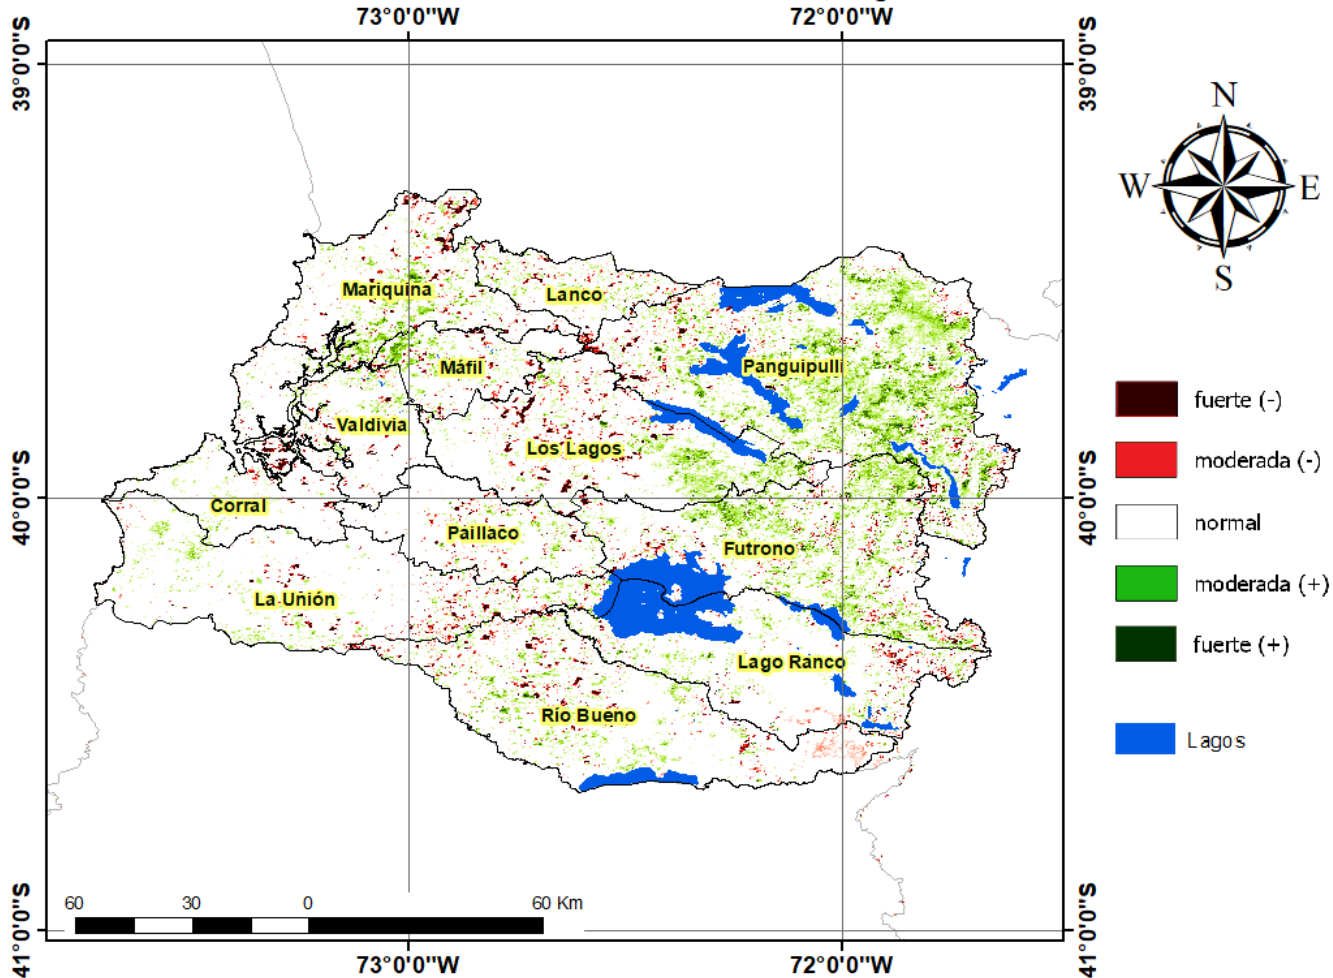 73°0'0"W
72°0'0"W
39°0'0"S
39°0'0"S
N
W
E
S
Mariquina
Lanco
Máfil
Panguipulli
Valdivia
Los Lagos
fuerte (-)
moderada (-)
normal
moderada (+)
fuerte (+)
Lagos
40°0'0"S
40°0'0"S
Corral
Paillaco
Futrono
La Uñión
Lago Ranco
Río Bueno
60
30
0
60 Km
41°0'0"S
41°0'0"S
73°0'0"W
72°0'0"W